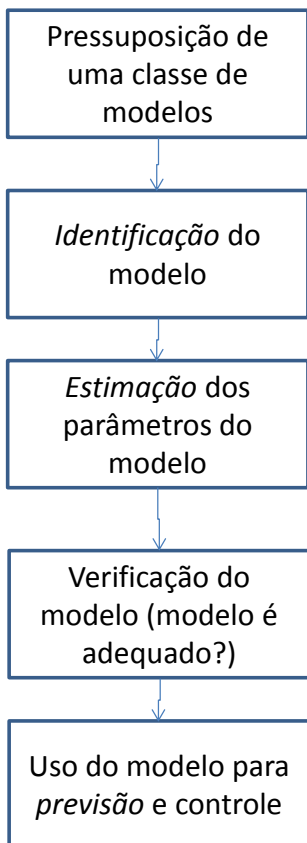 Pressuposição de
uma classe de
modelos
Identificação do
modelo
Estimação dos
parâmetros do
modelo
Verificação do
modelo (modelo é
adequado?)
Uso do modelo para
previsão e controle